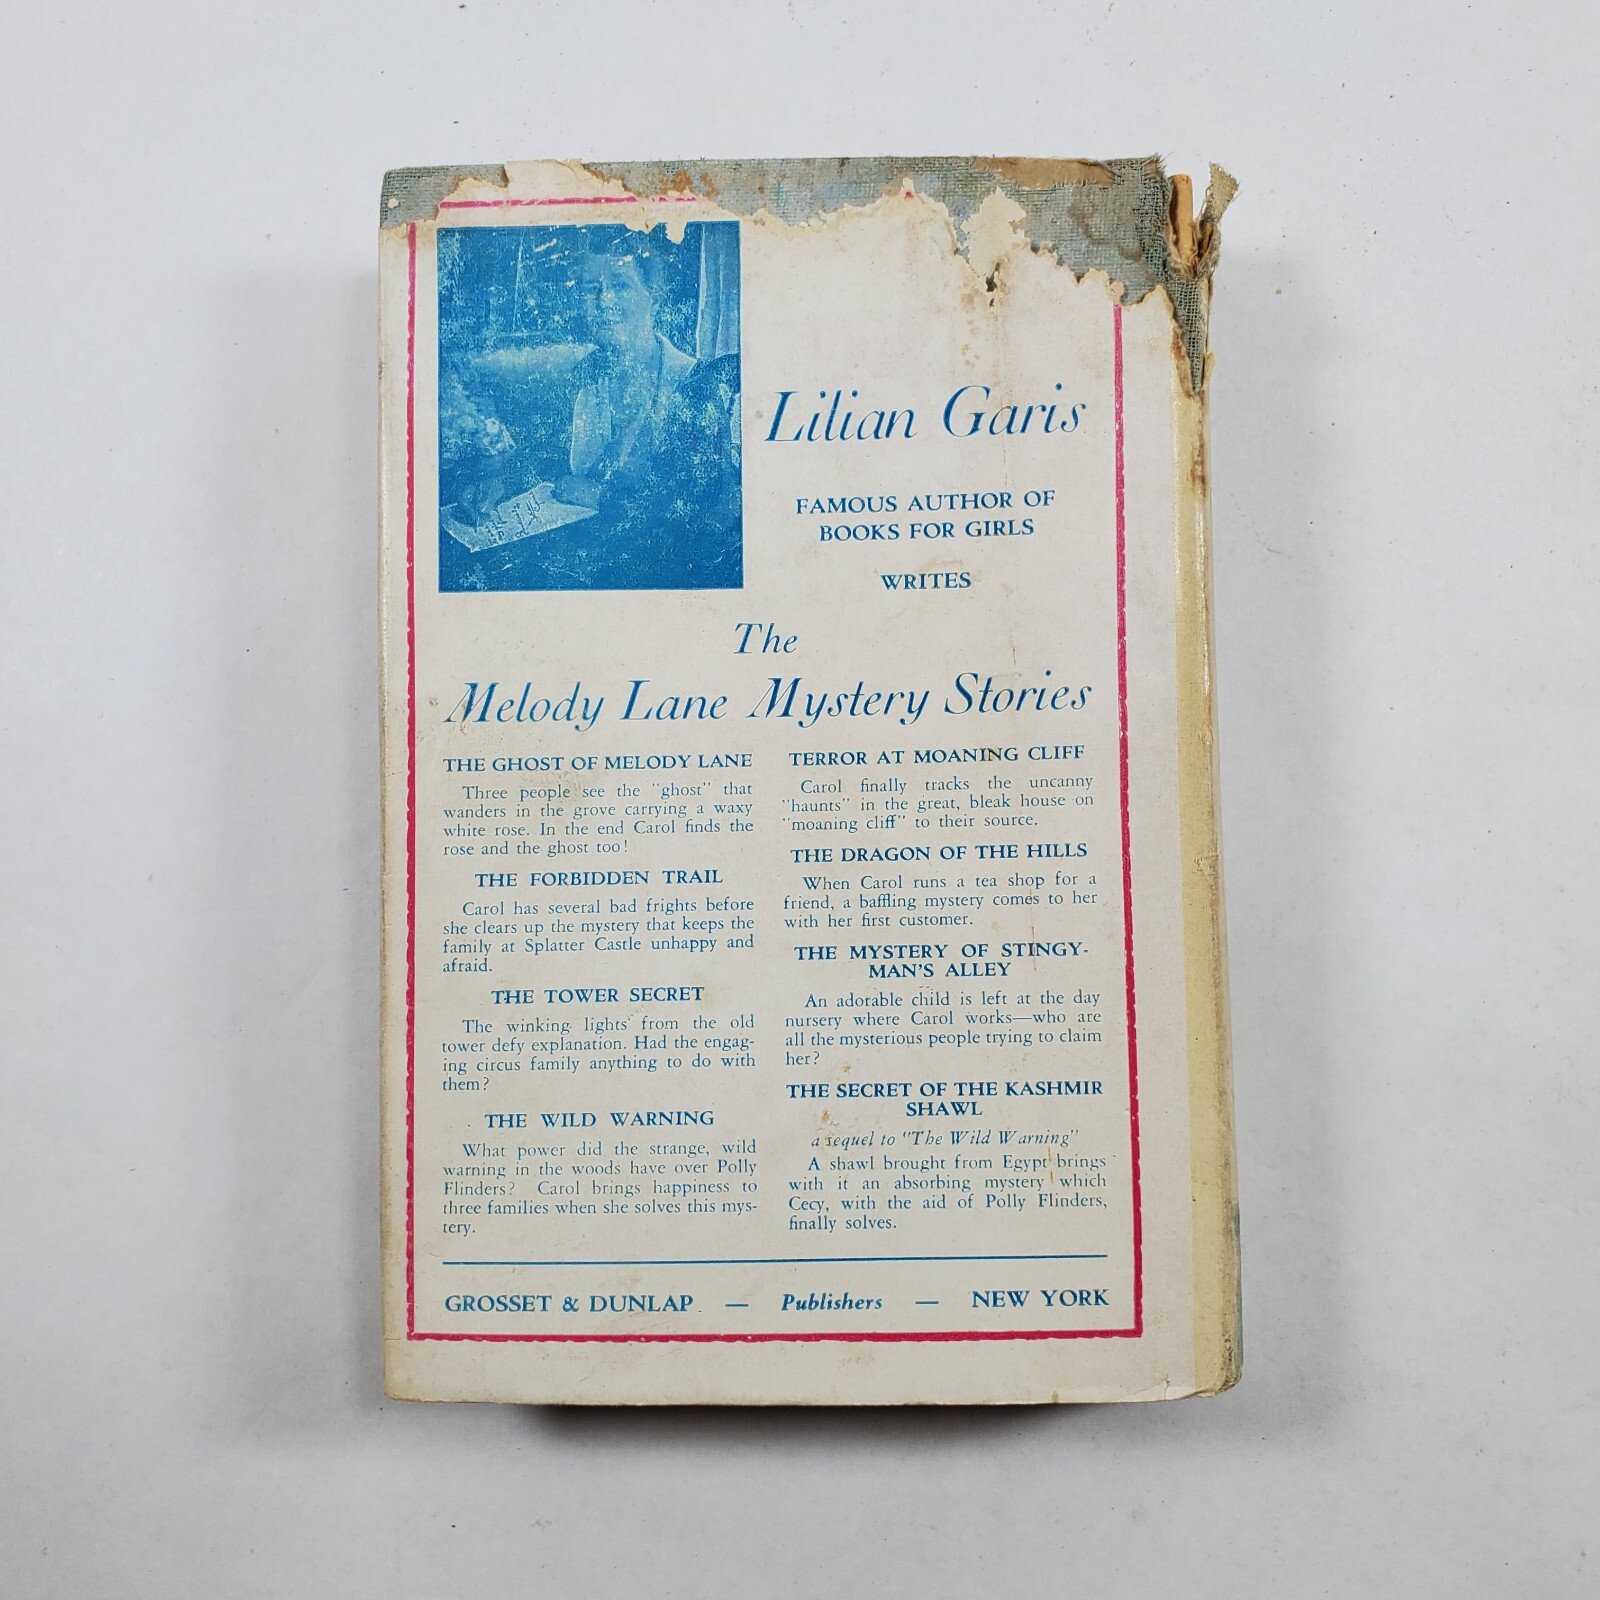 Lilian Garis
FAMOUS AUTHOR OF
BOOKS FOR GIRLS
WRITES
The
Melody Lane Mystery Stories
THE GHOST OF MELODY LANE
Three people see the "ghost" that
wanders in the grove carrying a waxy
white rose. In the end Carol finds the
rose and the ghost too!
THE FORBIDDEN TRAIL
Carol has several bad frights before
she clears up the mystery that keeps the
family at Splatter Castle unhappy and
afraid.
THE TOWER SECRET
The winking lights from the old
tower defy explanation. Had the engag-
ing circus family anything to do with
them?
THE WILD WARNING
What power did the strange, wild
warning in the woods have over Polly
Flinders? Carol brings happiness to
three families when she solves this mys-
tery.
TERROR AT MOANING CLIFF
Carol finally tracks the uncanny
"haunts" in the great, bleak house on
"moaning cliff" to their source.
THE DRAGON OF THE HILLS
When Carol runs a tea shop for a
friend, a baffling mystery comes to her
with her first customer.
THE MYSTERY OF STINGY-
MAN'S ALLEY
An adorable child is left at the day
nursery where Carol works—who are
all the mysterious people trying to claim
her?
THE SECRET OF THE KASHMIR
SHAWL
a sequel to "The Wild Warning"
A shawl brought from Egypt brings
with it an absorbing mystery which
Cecy, with the aid of Polly Flinders,
finally solves.
GROSSET & DUNLAP — Publishers — NEW YORK